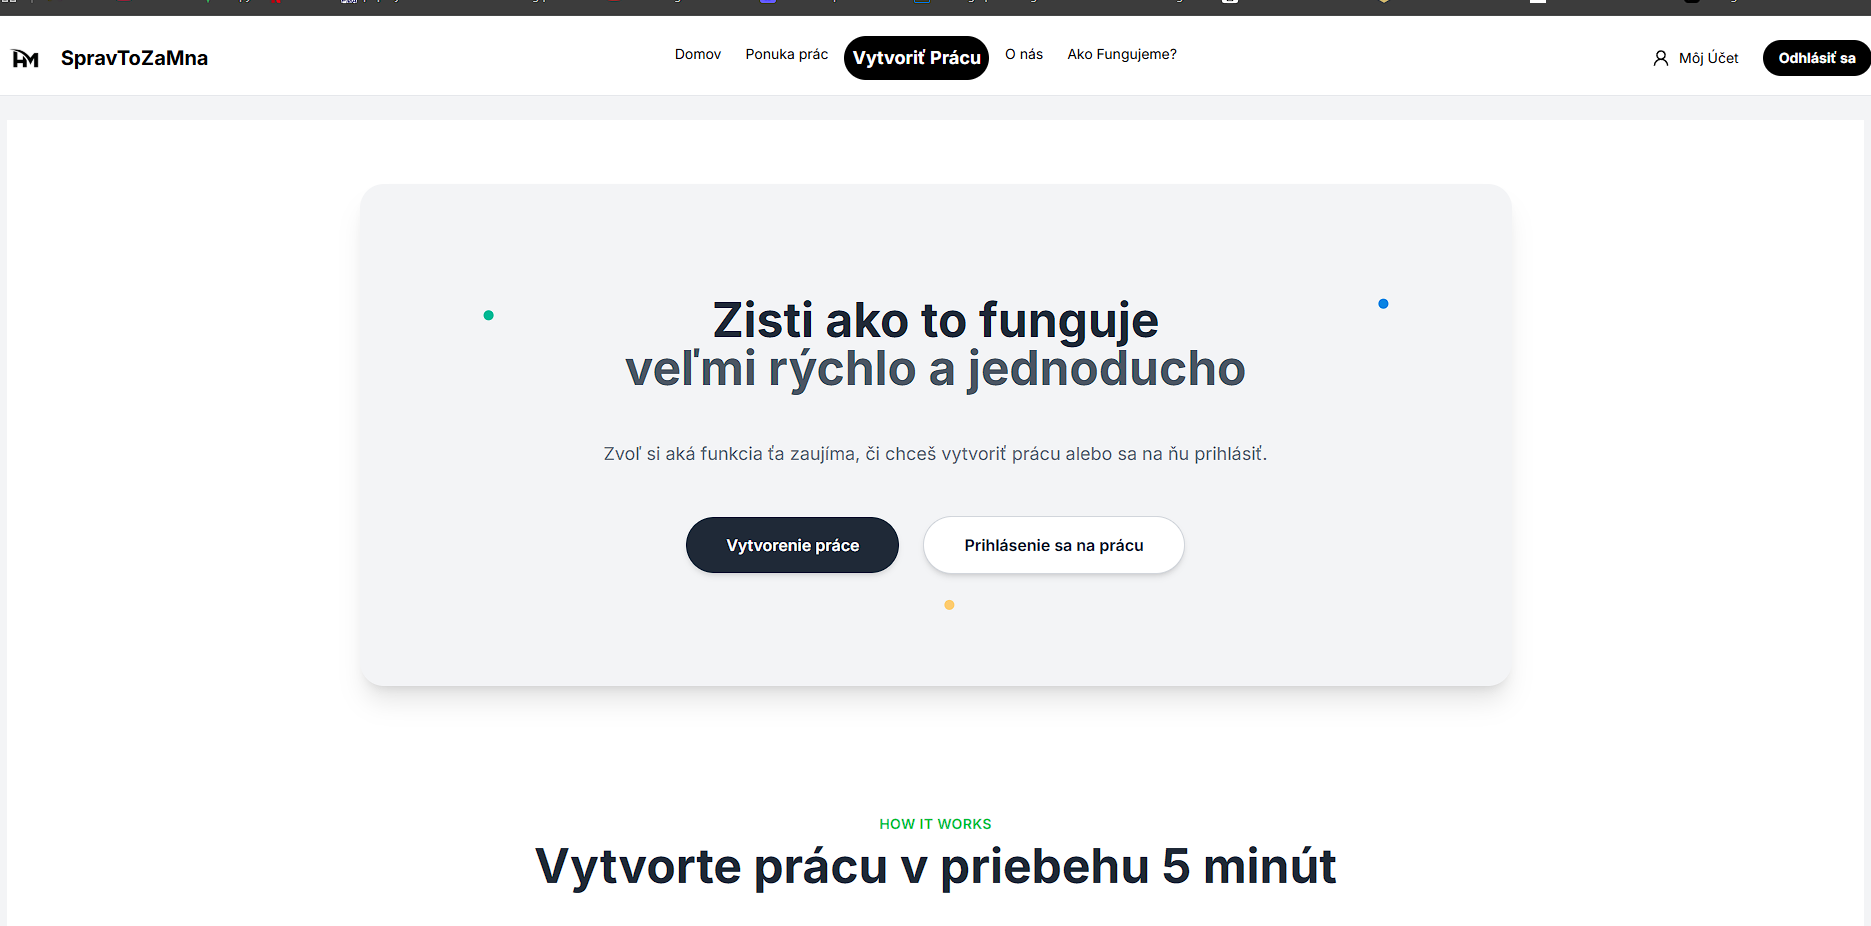 SpravToZaMna
Domov
Ponuka prác
Vytvoriť Prácu
O nás
Ako Fungujeme?
Môj Účet
Odhlásiť sa
Zisti ako to funguje
veľmi rýchlo a jednoducho
Zvoľ si aká funkcia ťa zaujíma, či chceš vytvoriť prácu alebo sa na ňu prihlásiť.
Vytvorenie práce
Prihlásenie sa na prácu
HOW IT WORKS
Vytvorte prácu v priebehu 5 minút